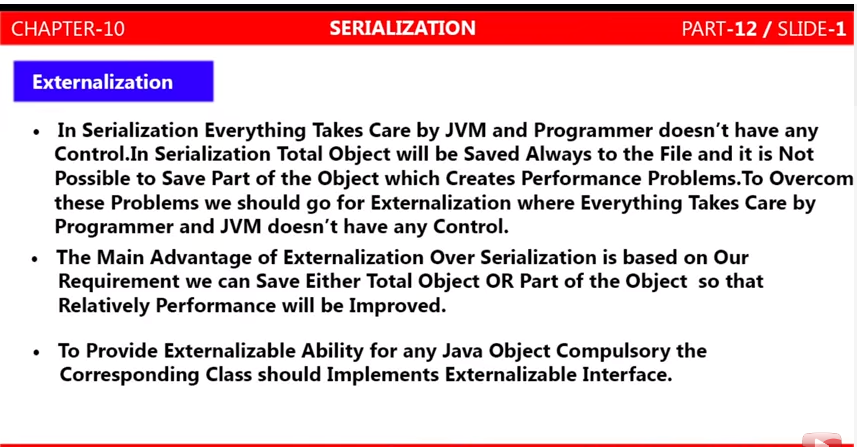 CHAPTER-10 SERIALIZATION PART-12 / SLIDE-1
Externalization
• In Serialization Everything Takes Care by JVM and Programmer doesn't have any
Control.In Serialization Total Object will be Saved Always to the File and it is Not
Possible to Save Part of the Object which Creates Performance Problems.To Overcom
these Problems we should go for Externalization where Everything Takes Care by
Programmer and JVM doesn't have any Control.
• The Main Advantage of Externalization Over Serialization is based on Our
Requirement we can Save Either Total Object OR Part of the Object so that
Relatively Performance will be Improved.
• To Provide Externalizable Ability for any Java Object Compulsory the
Corresponding Class should Implements Externalizable Interface.